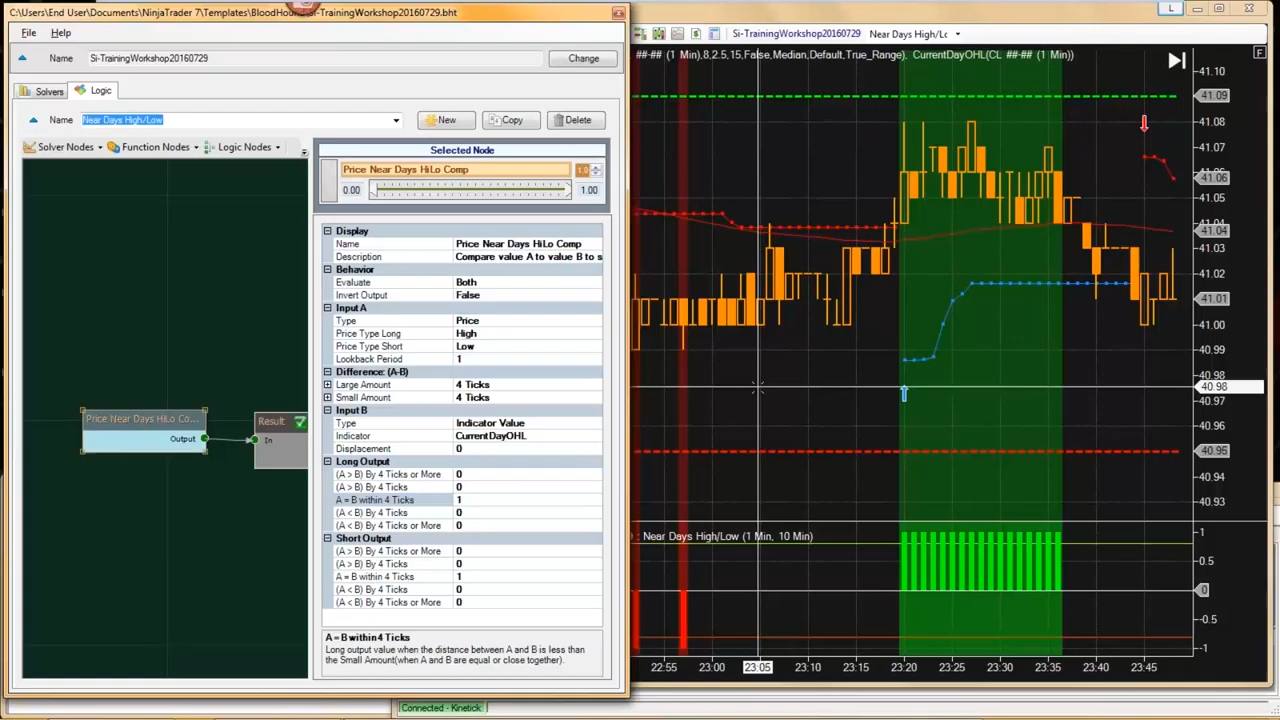 C:\Users\End User\Documents\NinjaTrader 7\Templates\BloodHound\Si-TrainingWorkshop20160729.bht
File Help
Name Si-TrainingWorkshop20160729 Change
Solvers Logic
Name Near Days High/Low New Copy Delete
Solver Nodes Function Nodes Logic Nodes
Selected Node
Price Near Days HiLo Comp 1.0
0.00 1.00
Display
Name Price Near Days HiLo Comp
Description Compare value A to value B to s
Behavior
Evaluate Both
Invert Output False
Input A
Type Price
Price Type Long High
Price Type Short Low
Lookback Period 1
Difference: (A-B)
Large Amount 4 Ticks
Small Amount 4 Ticks
Input B
Type Indicator Value
Indicator CurrentDayOHL
Displacement 0
Long Output
(A > B) By 4 Ticks or More 0
(A > B) By 4 Ticks 0
A = B within 4 Ticks 1
(A < B) By 4 Ticks 0
(A < B) By 4 Ticks or More 0
Short Output
(A > B) By 4 Ticks or More 0
(A > B) By 4 Ticks 0
A = B within 4 Ticks 1
(A < B) By 4 Ticks 0
(A < B) By 4 Ticks or More 0
A = B within 4 Ticks
Long output value when the distance between A and B is less than
the Small Amount(when A and B are equal or close together).
Price Near Days HiLo Co...
Output
Result
In
L
Si-TrainingWorkshop20160729 Near Days High/Lc
##-## (1 Min),8,2.5,15,False,Median,Default,True_Range), CurrentDayOHL(CL ##-## (1 Min))
F
41.10
41.09
41.08
41.07
41.06
41.05
41.04
41.03
41.02
41.01
41.00
40.99
40.98
40.98
40.97
40.96
40.95
40.94
40.93
: Near Days High/Low (1 Min, 10 Min)
1
0.5
0
-0.5
-1
22:55 23:00 23:05 23:10 23:15 23:20 23:25 23:30 23:35 23:40 23:45
Connected - Kinetick